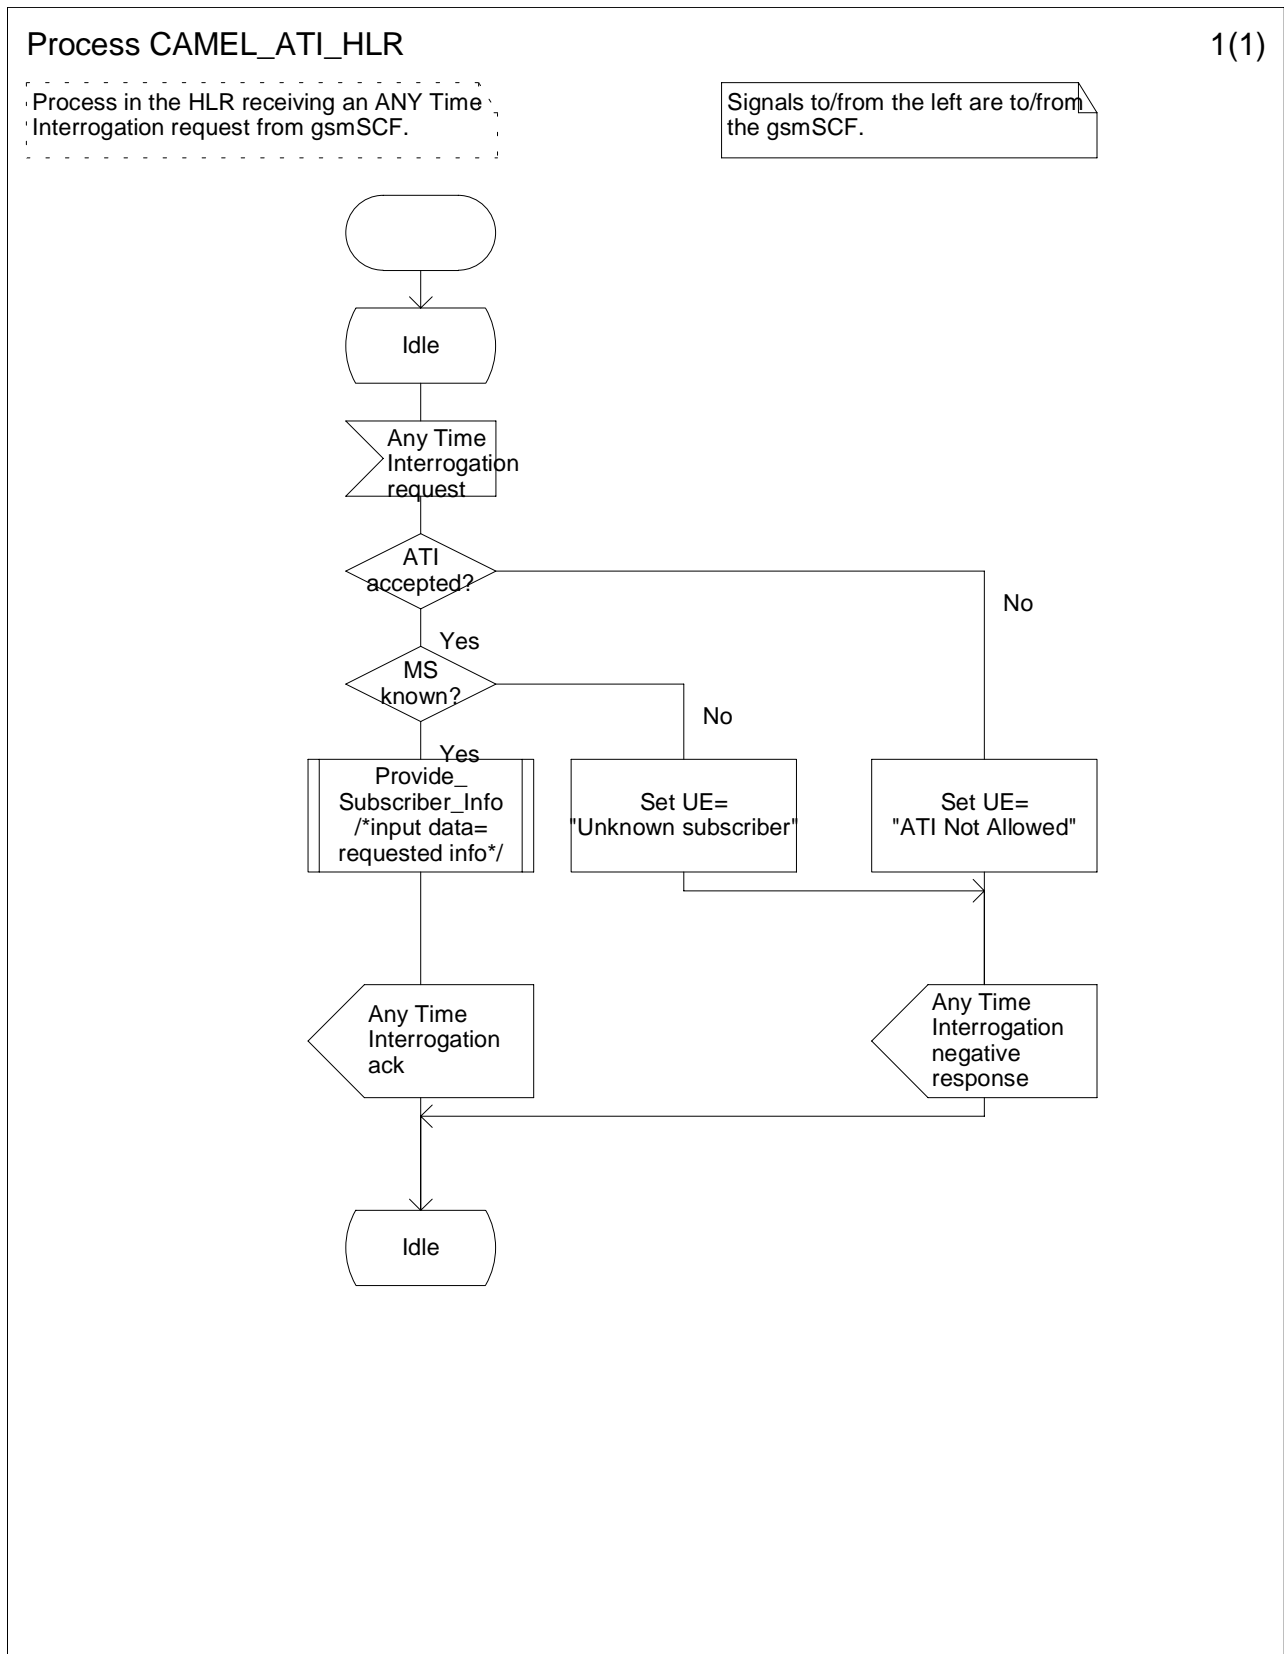 Process CAMEL_ATI_HLR
1(1)
Process in the HLR receiving an ANY Time
Interrogation request from gsmSCF.
Signals to/from the left are to/from
the gsmSCF.
Idle
Any Time
Interrogation
request
ATI
accepted?
No
Yes
MS
known?
No
Yes
Provide_
Subscriber_Info
/*input data=
requested info*/
Set UE=
"Unknown subscriber"
Set UE=
"ATI Not Allowed"
Any Time
Interrogation
ack
Any Time
Interrogation
negative
response
Idle